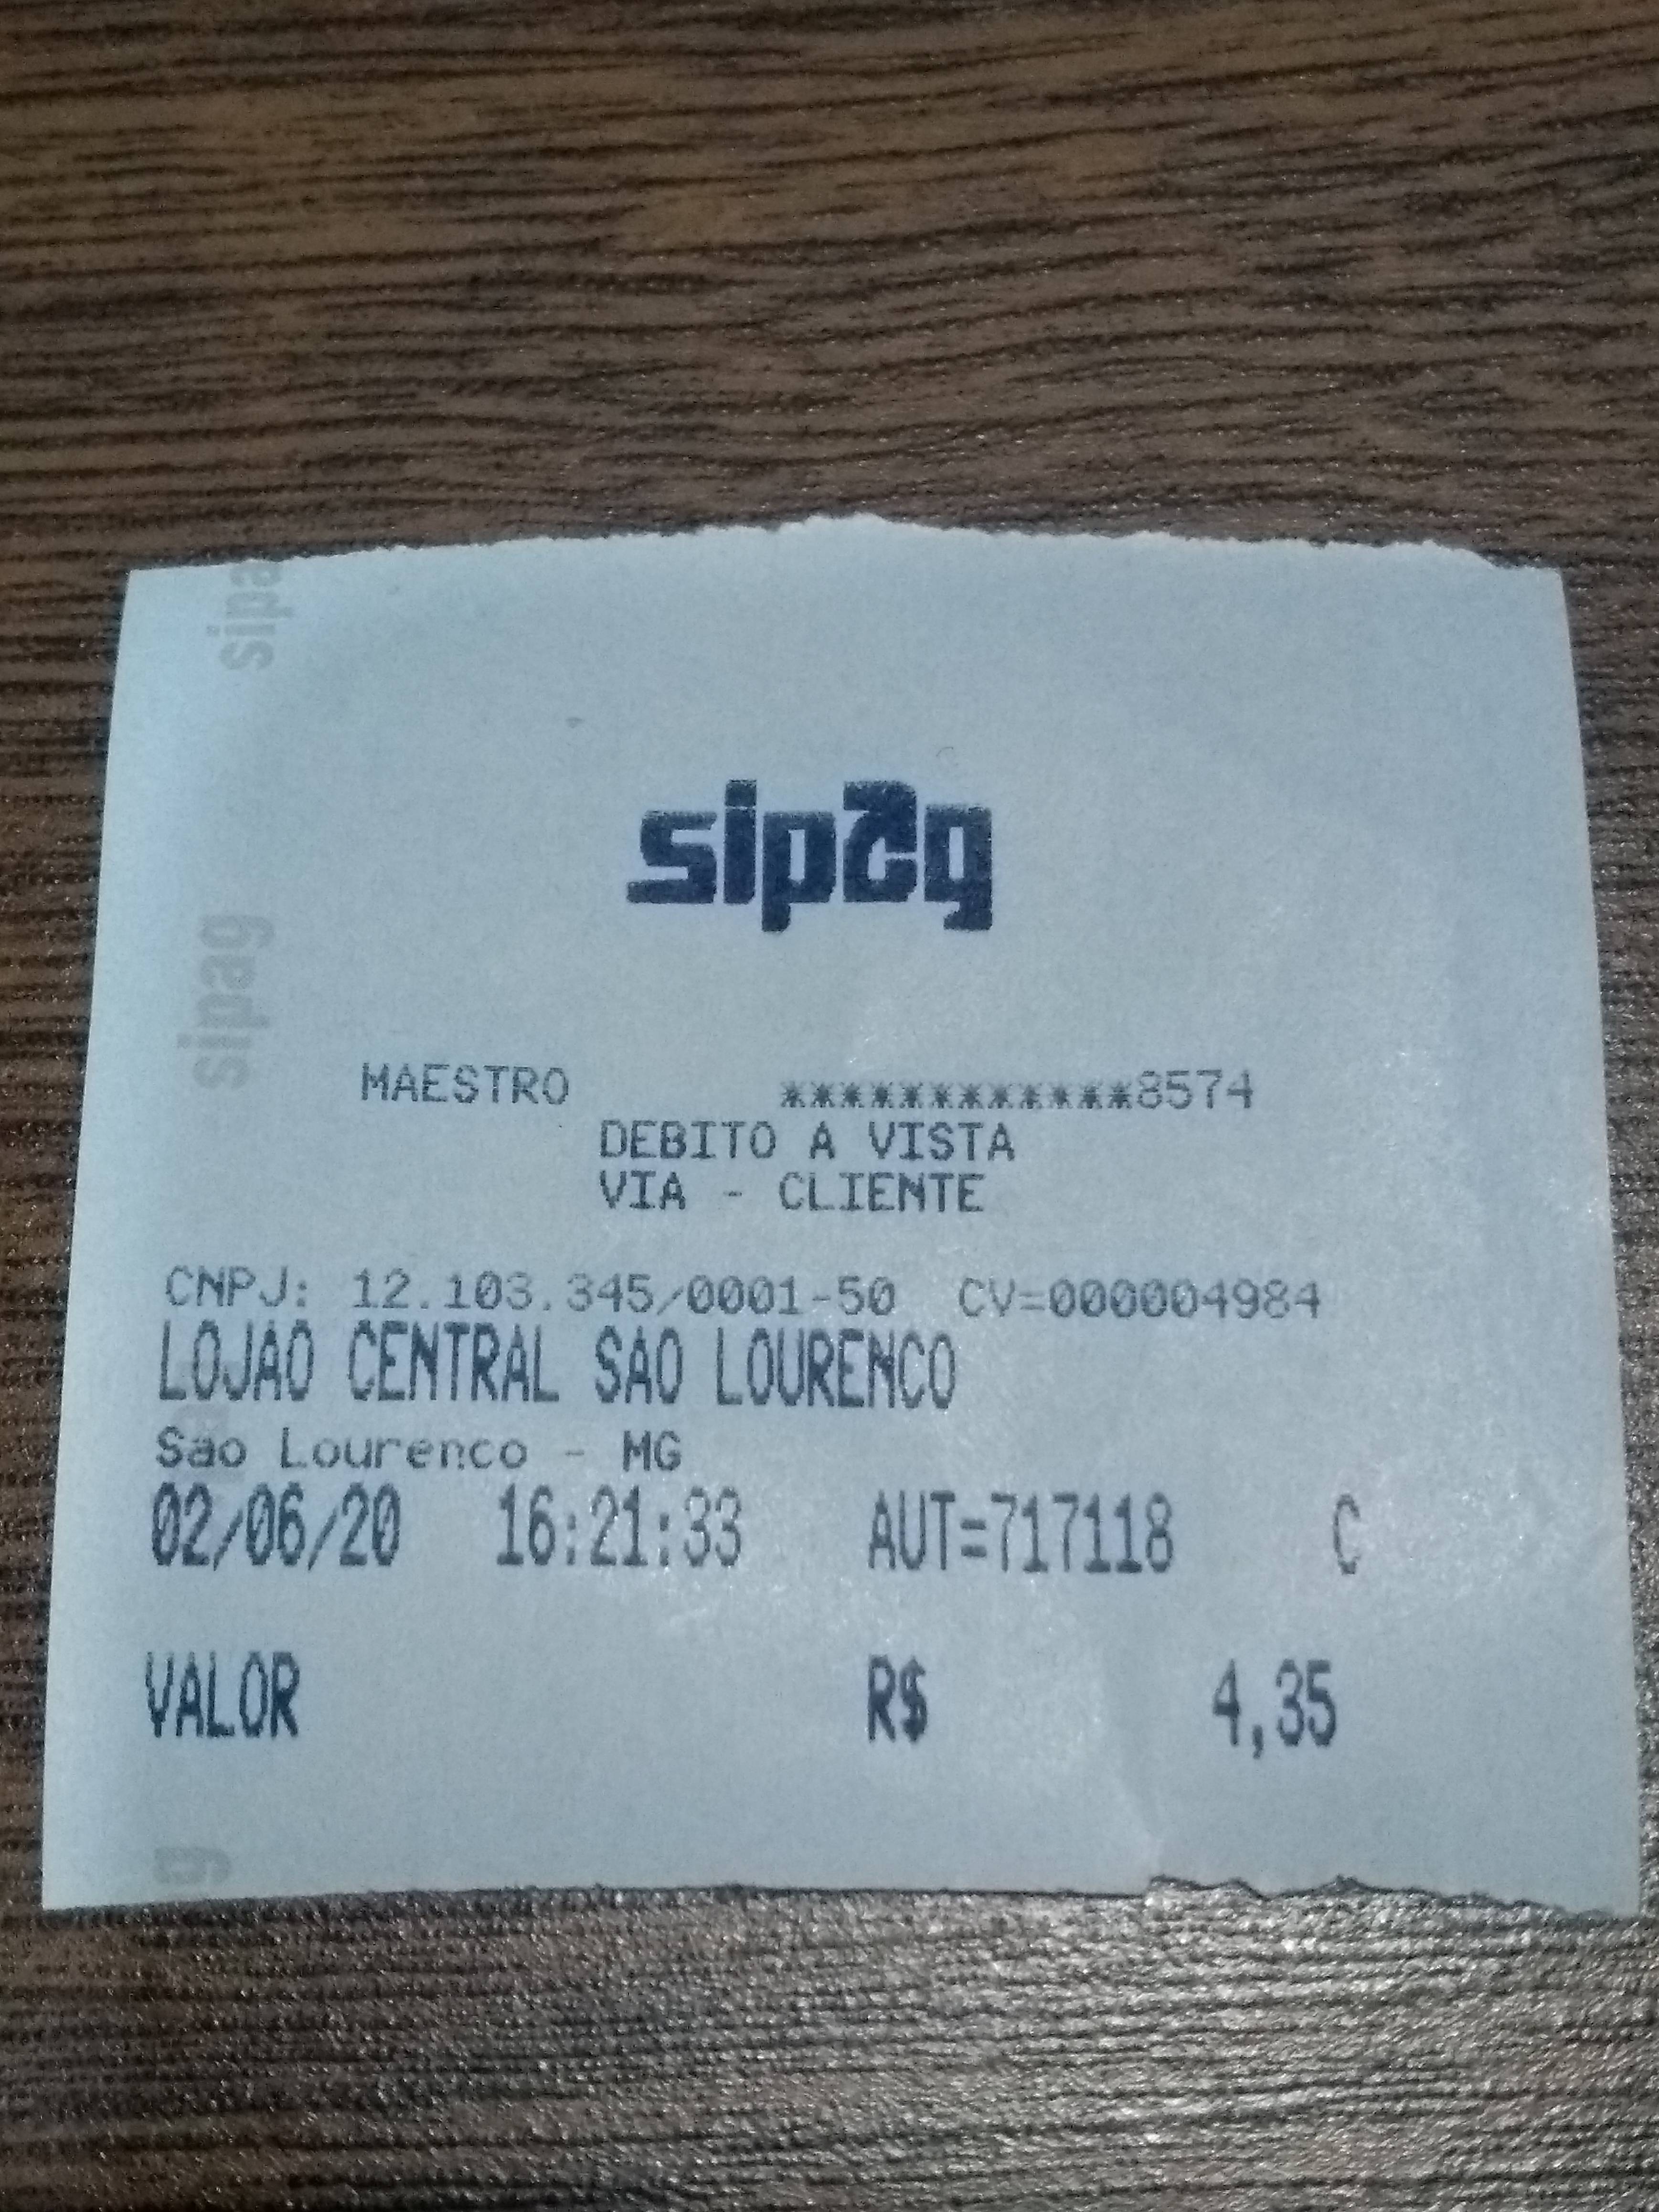 sipag
sipa
sipag
MAESTRO ************8574
DEBITO A VISTA
VIA - CLIENTE
CNPJ: 12.103.345/0001-50 CV=000004984
LOJAO CENTRAL SAO LOURENCO
Sao Lourenco - MG
02/06/20 16:21:33 AUT=717118 C
VALOR R$ 4,35
g